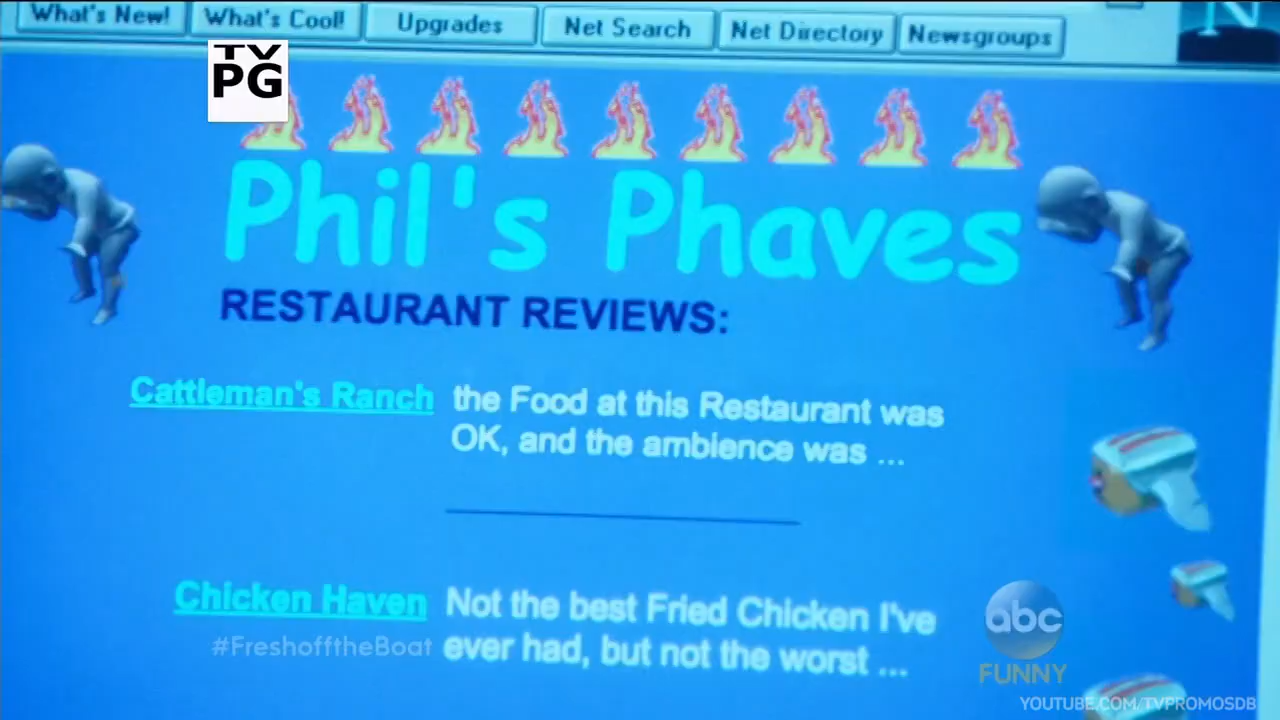 What's New!
What's Cool!
Upgrades
Net Search
Net Directory
Newsgroups
N
TV
PG
Phil's Phaves
RESTAURANT REVIEWS:
Cattleman's Ranch
the Food at this Restaurant was
OK, and the ambience was ...
Chicken Haven
Not the best Fried Chicken I've
ever had, but not the worst ...
#FreshofftheBoat
abc
FUNNY
YOUTUBE.COM/TVPROMOSDB